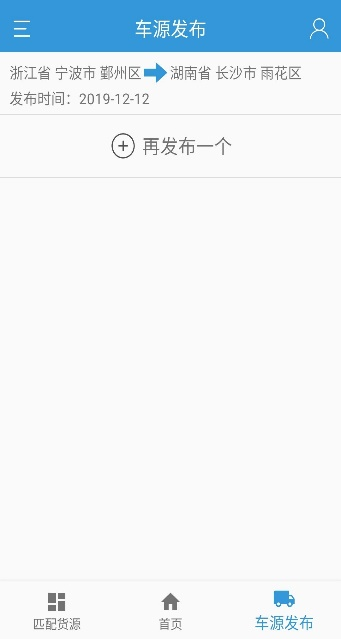 车源发布
浙江省 宁波市 鄞州区 湖南省 长沙市 雨花区
发布时间：2019-12-12
再发布一个
匹配货源
首页
车源发布